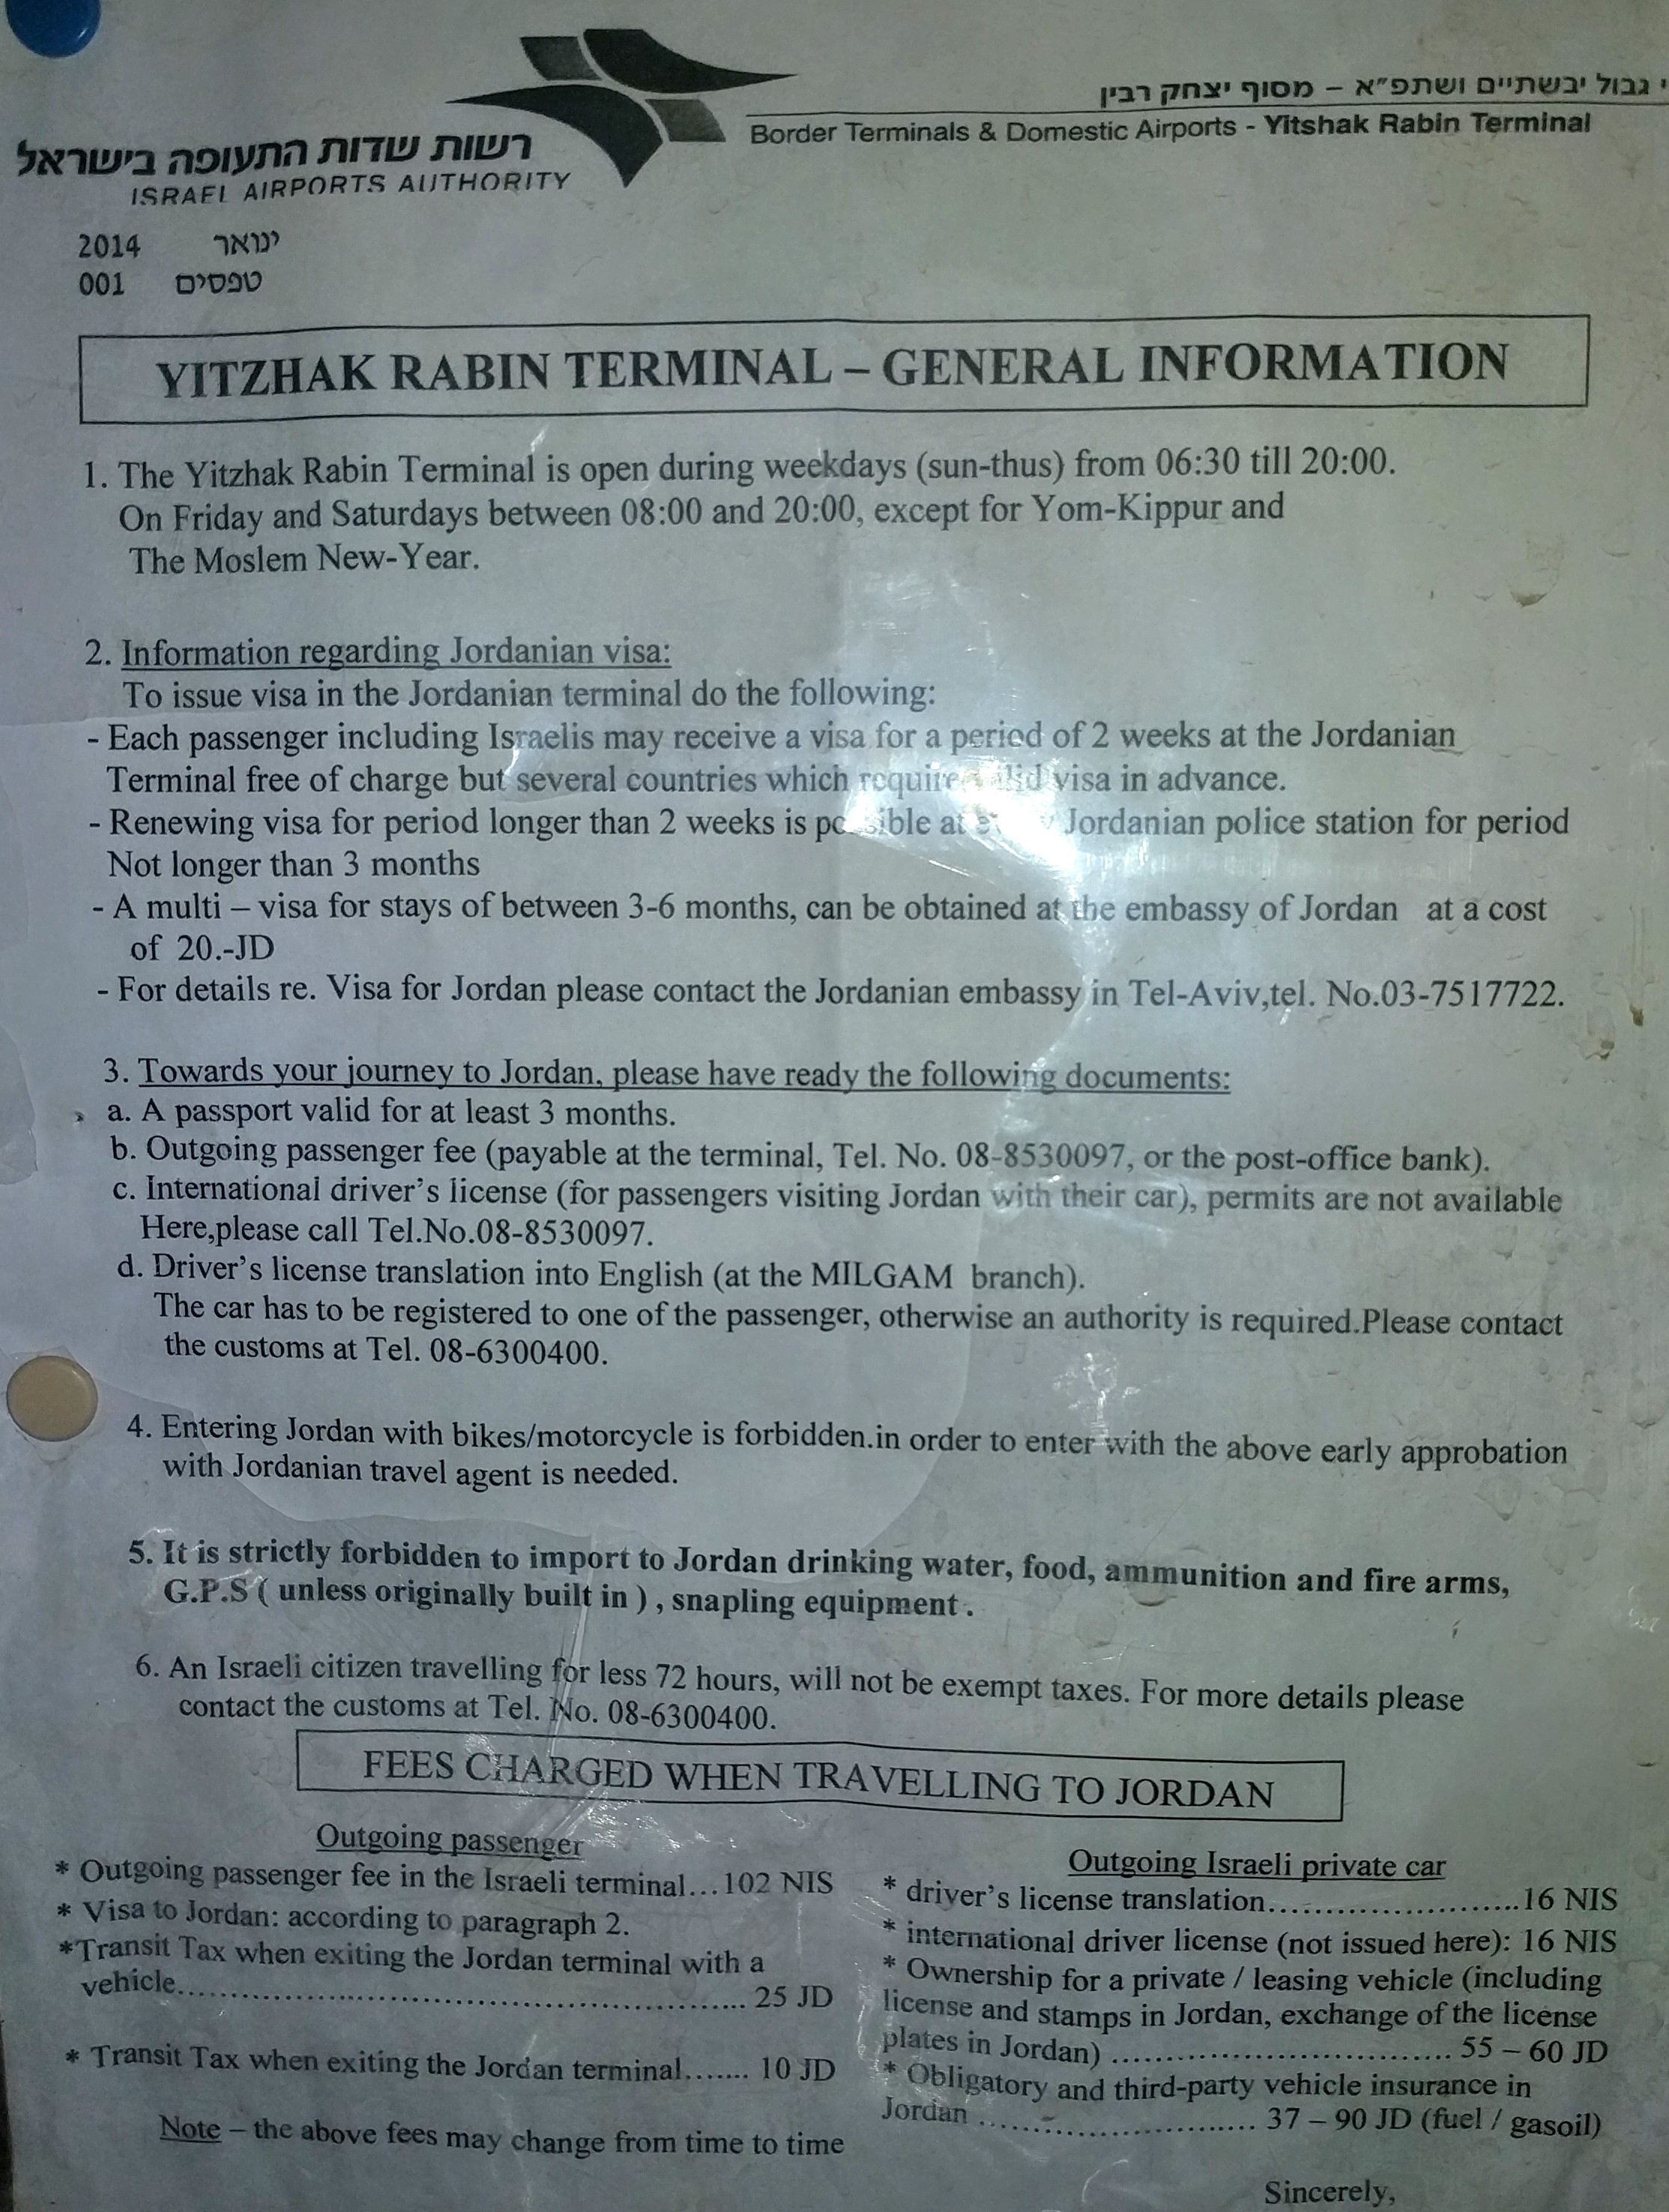 י גבול יבשתיים ושתפ"א – מסוף יצחק רבין
Border Terminals & Domestic Airports - Yitshak Rabin Terminal
רשות שדות התעופה בישראל
ISRAEL AIRPORTS AUTHORITY
ינואר 2014
טפסים 001
YITZHAK RABIN TERMINAL – GENERAL INFORMATION
1. The Yitzhak Rabin Terminal is open during weekdays (sun-thus) from 06:30 till 20:00.
On Friday and Saturdays between 08:00 and 20:00, except for Yom-Kippur and
The Moslem New-Year.
2. Information regarding Jordanian visa:
To issue visa in the Jordanian terminal do the following:
- Each passenger including Israelis may receive a visa for a period of 2 weeks at the Jordanian
Terminal free of charge but several countries which visa in advance.
- Renewing visa for period longer than 2 weeks is possible at Jordanian police station for period
Not longer than 3 months
- A multi – visa for stays of between 3-6 months, can be obtained at the embassy of Jordan at a cost
of 20.-JD
- For details re. Visa for Jordan please contact the Jordanian embassy in Tel-Aviv,tel. No.03-7517722.
3. Towards your journey to Jordan, please have ready the following documents:
a. A passport valid for at least 3 months.
b. Outgoing passenger fee (payable at the terminal, Tel. No. 08-8530097, or the post-office bank).
c. International driver's license (for passengers visiting Jordan with their car), permits are not available
Here,please call Tel.No.08-8530097.
d. Driver's license translation into English (at the MILGAM branch).
The car has to be registered to one of the passenger, otherwise an authority is required.Please contact
the customs at Tel. 08-6300400.
4. Entering Jordan with bikes/motorcycle is forbidden.in order to enter with the above early approbation
with Jordanian travel agent is needed.
5. It is strictly forbidden to import to Jordan drinking water, food, ammunition and fire arms,
G.P.S ( unless originally built in ) , snapling equipment .
6. An Israeli citizen travelling for less 72 hours, will not be exempt taxes. For more details please
contact the customs at Tel. No. 08-6300400.
FEES CHARGED WHEN TRAVELLING TO JORDAN
Outgoing passenger
* Outgoing passenger fee in the Israeli terminal...102 NIS
* Visa to Jordan: according to paragraph 2.
*Transit Tax when exiting the Jordan terminal with a
vehicle.......................................................... 25 JD
* Transit Tax when exiting the Jordan terminal....... 10 JD
Note – the above fees may change from time to time
Outgoing Israeli private car
* driver's license translation.........................16 NIS
* international driver license (not issued here): 16 NIS
* Ownership for a private / leasing vehicle (including
license and stamps in Jordan, exchange of the license
plates in Jordan) .................................. 55 – 60 JD
* Obligatory and third-party vehicle insurance in
Jordan ............................ 37 – 90 JD (fuel / gasoil)
Sincerely,